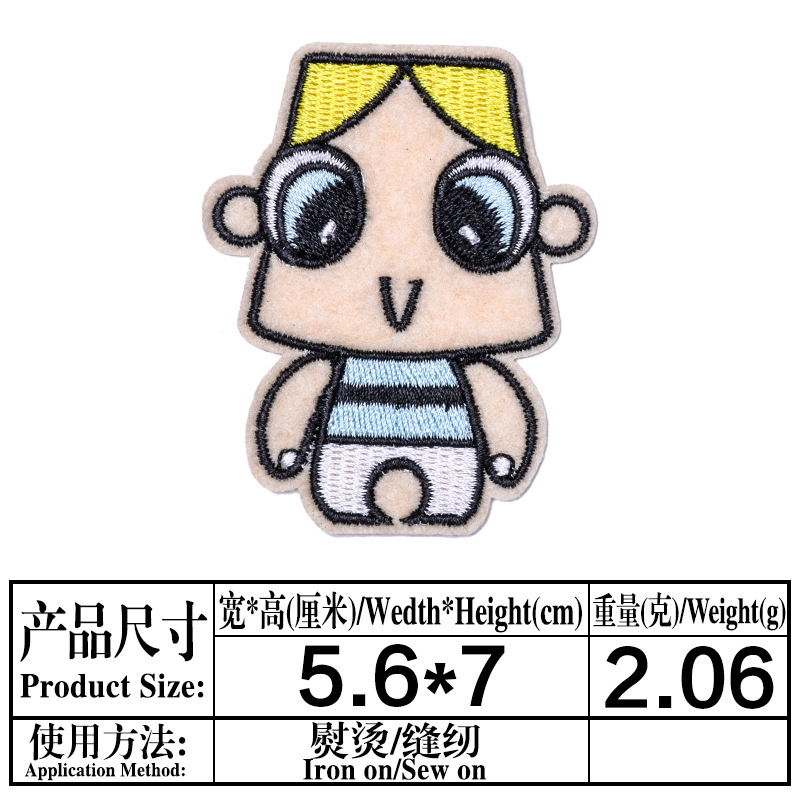 产品尺寸
Product Size:
宽*高(厘米)/Wedth*Height(cm)
重量(克)/Weight(g)
5.6*7
2.06
使用方法:
Application Method:
熨烫/缝纫
Iron on/Sew on